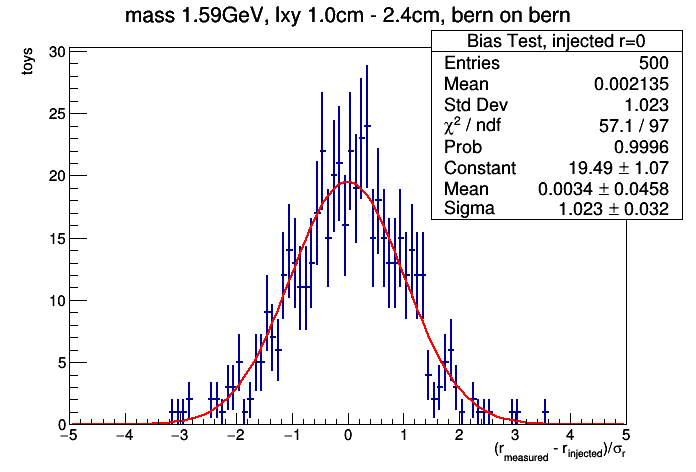 mass 1.59GeV, lxy 1.0cm - 2.4cm, bern on bern
toys
Bias Test, injected r=0
Entries 500
Mean 0.002135
Std Dev 1.023
χ² / ndf 57.1 / 97
Prob 0.9996
Constant 19.49 ± 1.07
Mean 0.0034 ± 0.0458
Sigma 1.023 ± 0.032
30
25
20
15
10
5
0
−5 −4 −3 −2 −1 0 1 2 3 4 5
(r_measured - r_injected)/σ_r